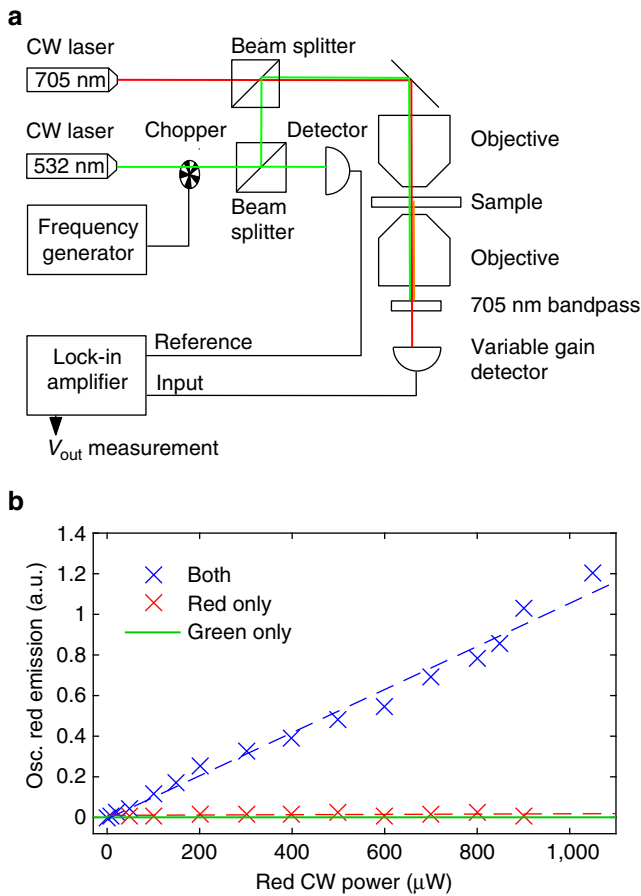 a
CW laser
705 nm
Beam splitter
CW laser
532 nm
Chopper
Detector
Objective
Beam
splitter
Sample
Frequency
generator
Objective
705 nm bandpass
Reference
Lock-in
amplifier
Input
Variable gain
detector
Vout measurement
b
Osc. red emission (a.u.)
1.4
1.2
1.0
0.8
0.6
0.4
0.2
0
Both
Red only
Green only
0 200 400 600 800 1,000
Red CW power (μW)